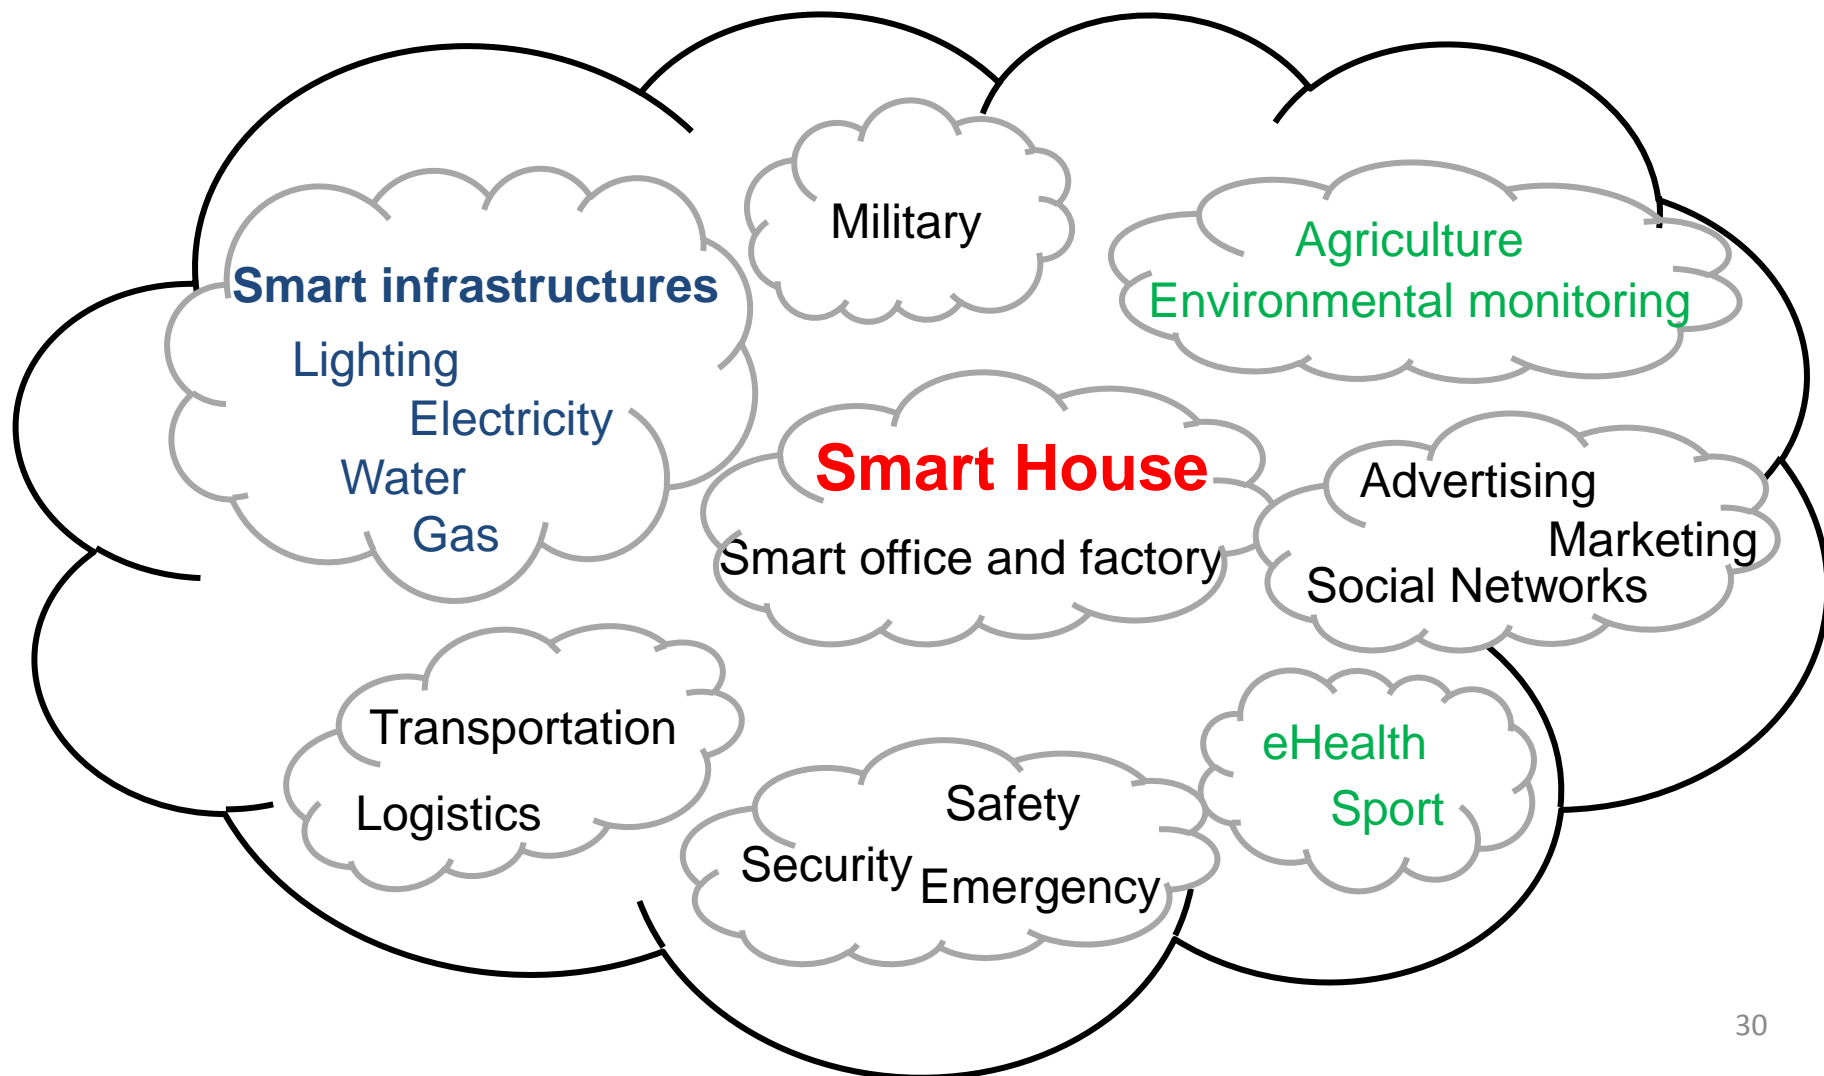 Military
Agriculture
Environmental monitoring
Smart infrastructures
Lighting
Electricity
Water
Gas
Smart House
Smart office and factory
Advertising
Marketing
Social Networks
Transportation
Logistics
Safety
Security
Emergency
eHealth
Sport
30